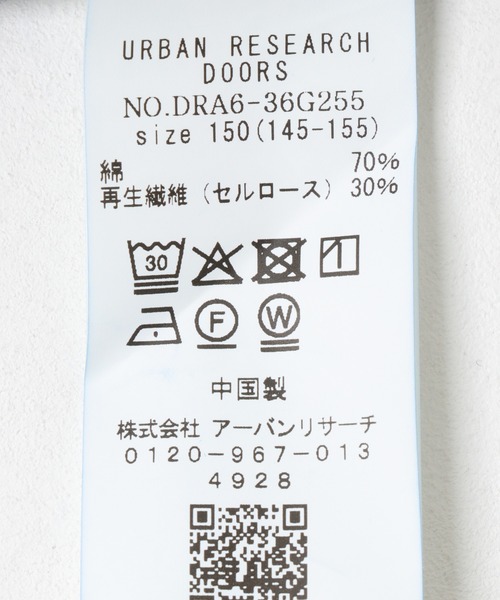 URBAN RESEARCH
DOORS
NO.DRA6-36G255
size 150(145-155)
綿 70%
再生繊維(セルロース) 30%
30
F W
中国製
株式会社 アーバンリサーチ
0120-967-013
4928